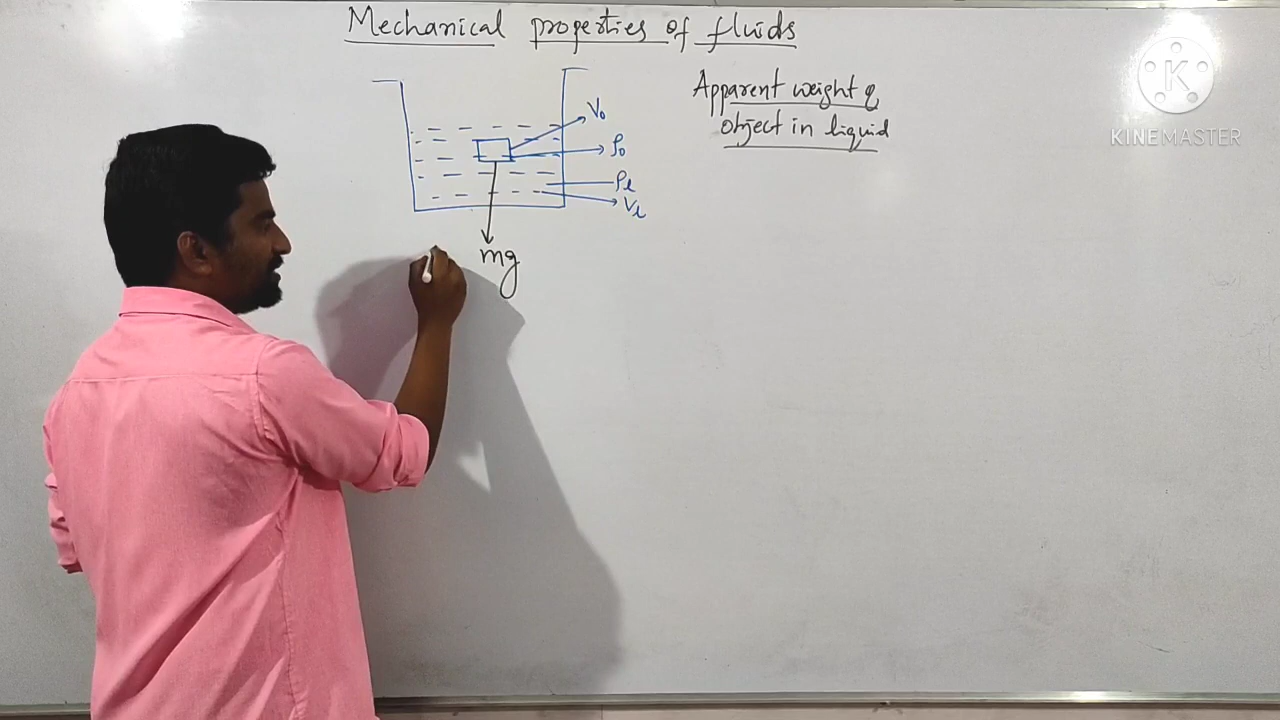 Mechanical properties of fluids
Apparent weight of
object in liquid
V₀
ρ₀
ρₗ
Vₗ
mg
K
KINEMASTER